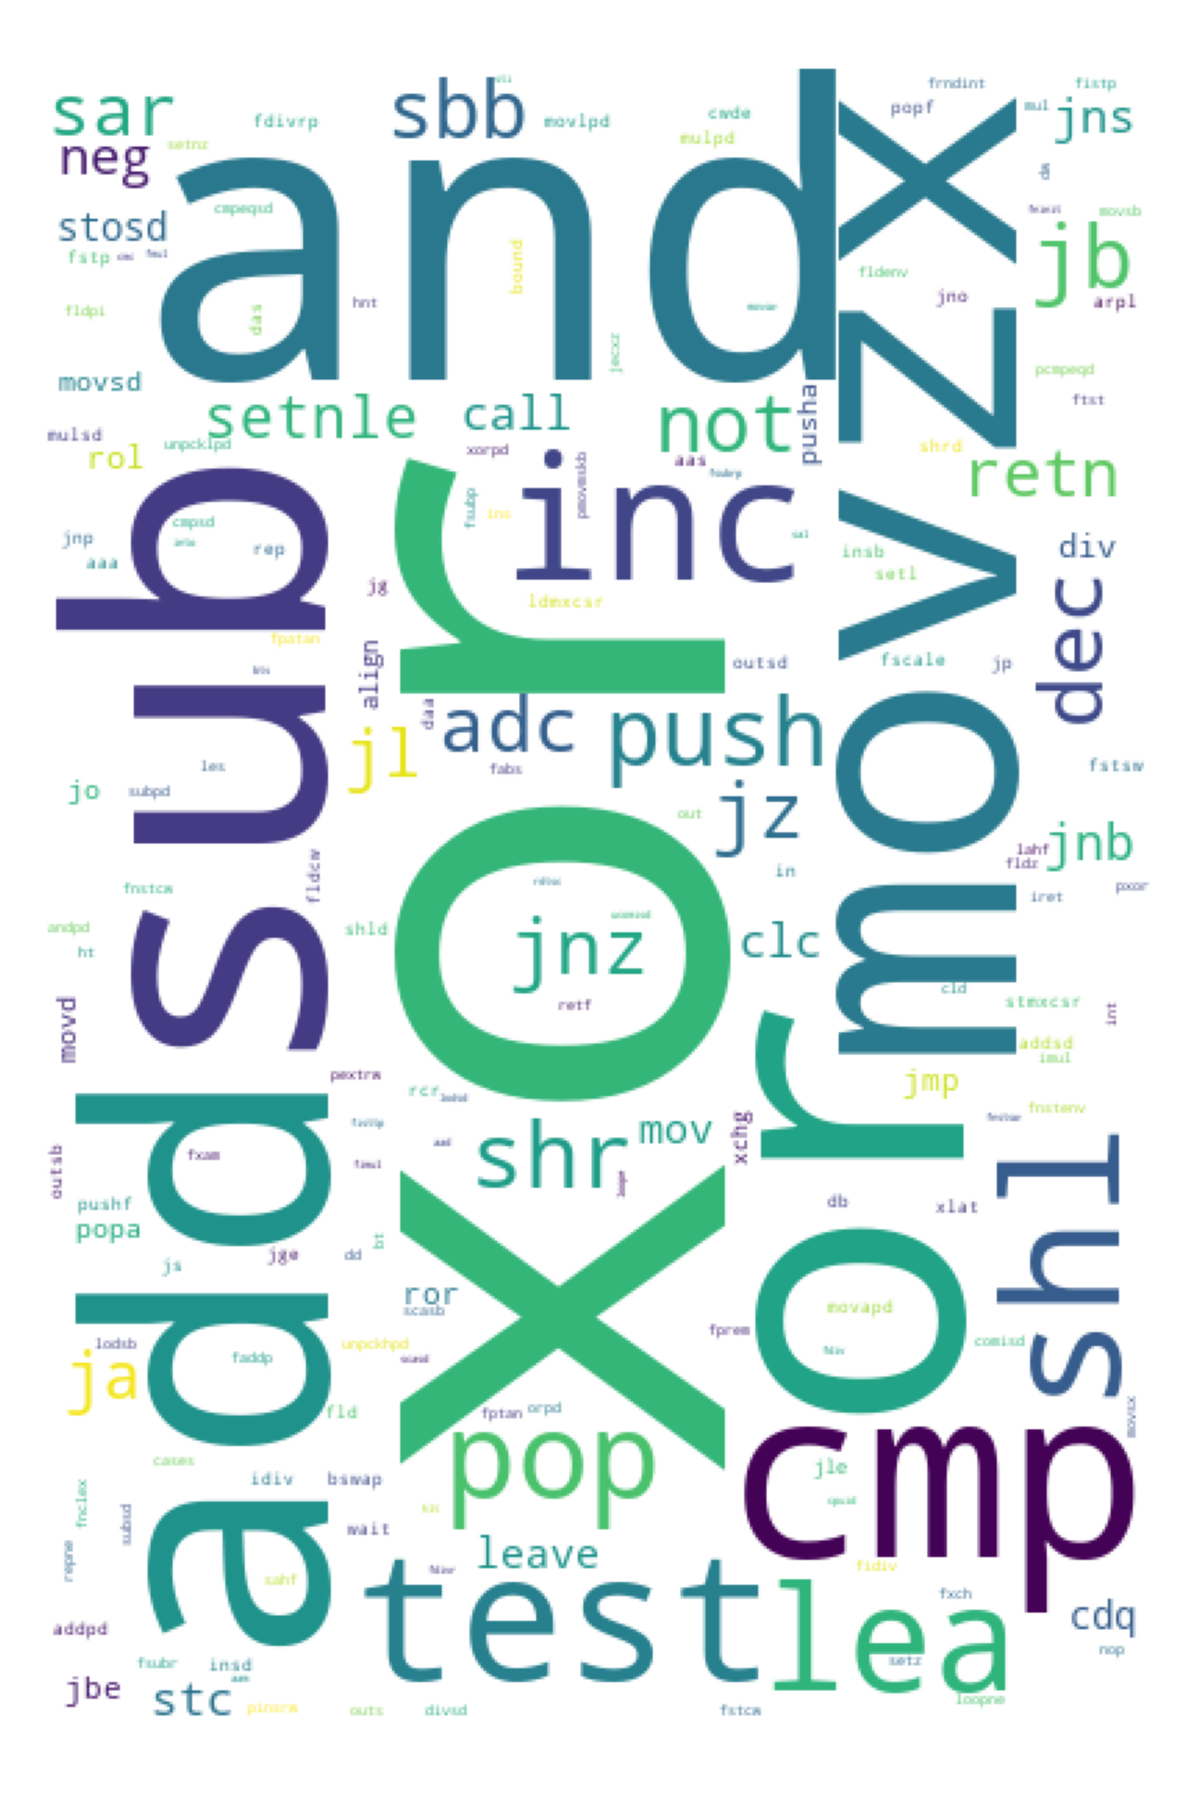 sar
sbb
frndint
fistp
fdivrp
movlpd
cwde
popf
mul
jns
neg
setnz
mulpd
and
movzx
stosd
cmpeqsd
movsb
fstp
bound
fldenv
jb
fldpi
das
hnt
jno
arpl
jecxz
movsd
pcmpeqd
setnle
call
not
pusha
ftst
mulsd
rol
unpcklpd
xorpd
aas
shrd
retn
sub
xor
inc
pmovmskb
fsubp
ins
cmpsd
jnp
aaa
rep
insb
setl
div
dec
jg
ldmxcsr
fpatan
align
outsd
fscale
jp
daa
adc
push
jl
fabs
les
jo
subpd
fstsw
jz
out
jnb
lahf
fldz
fldcw
in
fnstcw
iret
pxor
andpd
shld
jnz
clc
ht
retf
cld
movd
stmxcsr
int
or
addsd
imul
pextrw
rcr
jmp
add
shr
mov
xchg
fnstenv
outsb
fxam
shl
pushf
popa
db
xlat
js
jge
dd
bt
ror
scasb
movapd
lodsb
unpckhpd
fprem
comisd
ja
faddp
fld
fptan
orpd
movsx
pop
cmp
cases
idiv
bswap
jle
fnclex
subsd
wait
repne
leave
fidiv
sahf
test
lea
fxch
cdq
addpd
nop
fsubr
insd
setz
jbe
stc
pinsrw
outs
divsd
fstcw
loopne